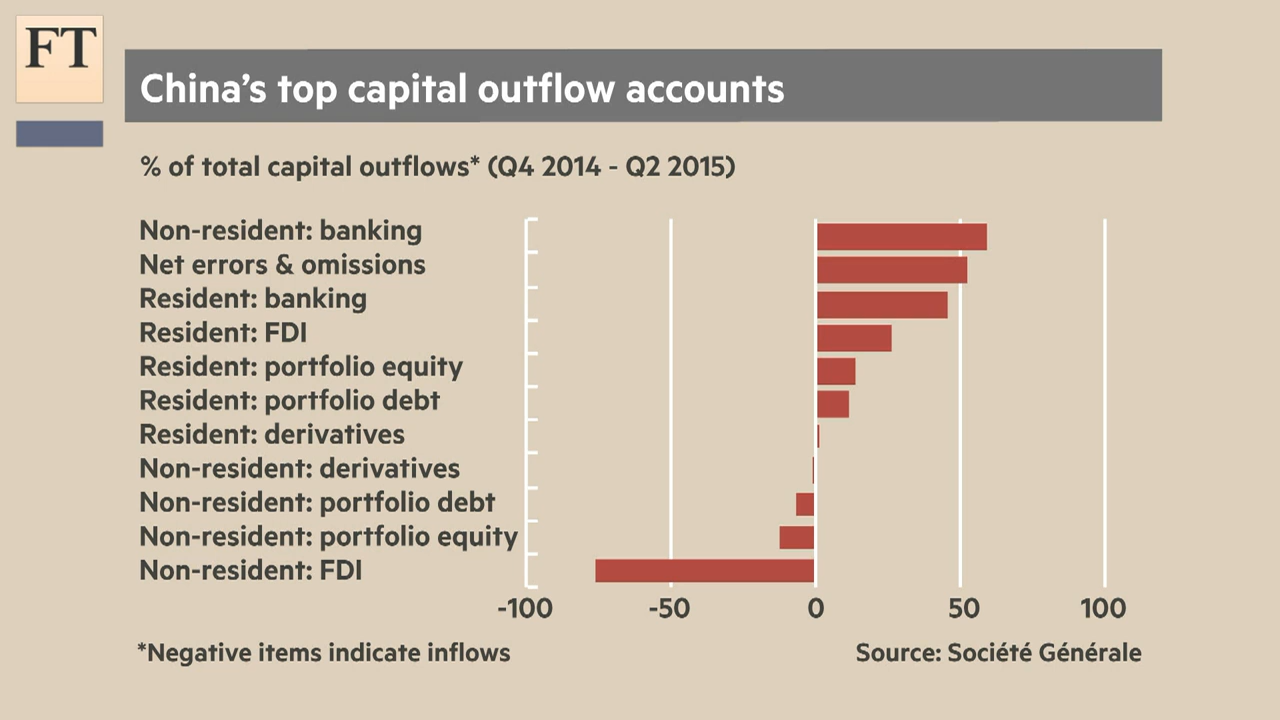 FT
China's top capital outflow accounts
% of total capital outflows* (Q4 2014 - Q2 2015)
Non-resident: banking
Net errors & omissions
Resident: banking
Resident: FDI
Resident: portfolio equity
Resident: portfolio debt
Resident: derivatives
Non-resident: derivatives
Non-resident: portfolio debt
Non-resident: portfolio equity
Non-resident: FDI
-100 -50 0 50 100
*Negative items indicate inflows Source: Société Générale